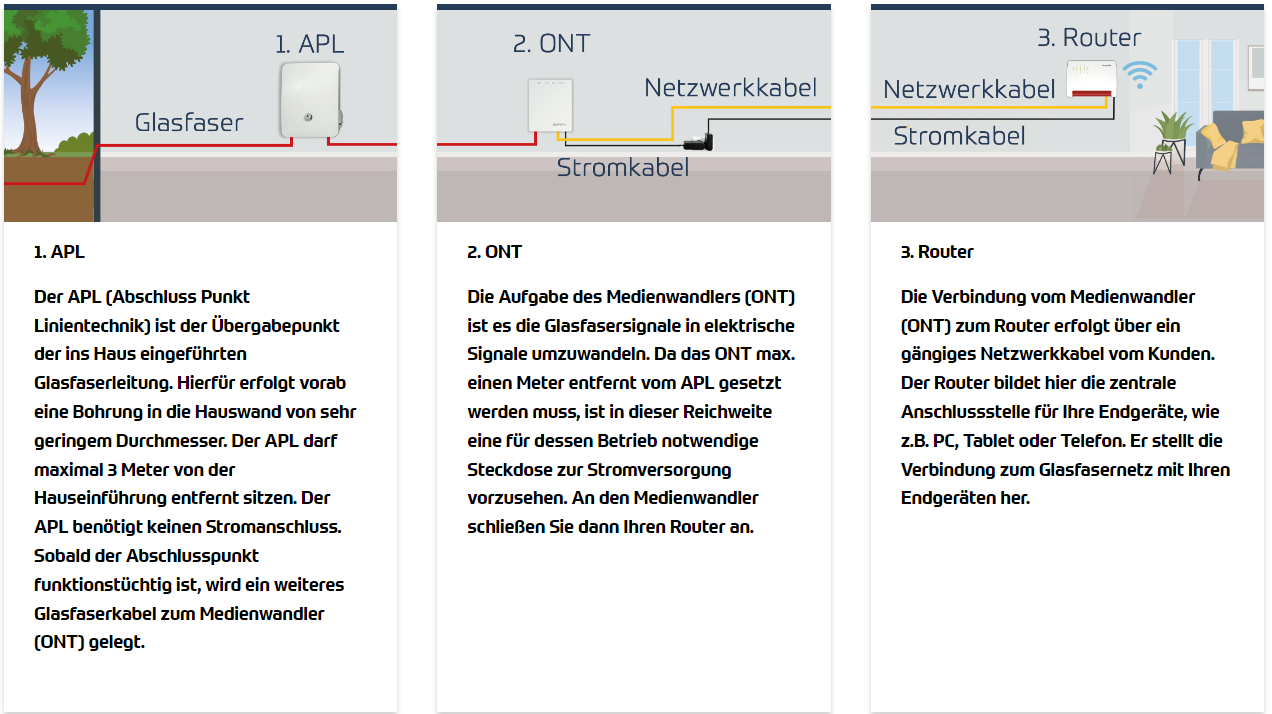 1. APL
Glasfaser
1. APL
Der APL (Abschluss Punkt
Linientechnik) ist der Übergabepunkt
der ins Haus eingeführten
Glasfaserleitung. Hierfür erfolgt vorab
eine Bohrung in die Hauswand von sehr
geringem Durchmesser. Der APL darf
maximal 3 Meter von der
Hauseinführung entfernt sitzen. Der
APL benötigt keinen Stromanschluss.
Sobald der Abschlusspunkt
funktionstüchtig ist, wird ein weiteres
Glasfaserkabel zum Medienwandler
(ONT) gelegt.
2. ONT
Netzwerkkabel
Stromkabel
2. ONT
Die Aufgabe des Medienwandlers (ONT)
ist es die Glasfasersignale in elektrische
Signale umzuwandeln. Da das ONT max.
einen Meter entfernt vom APL gesetzt
werden muss, ist in dieser Reichweite
eine für dessen Betrieb notwendige
Steckdose zur Stromversorgung
vorzusehen. An den Medienwandler
schließen Sie dann Ihren Router an.
3. Router
Netzwerkkabel
Stromkabel
3. Router
Die Verbindung vom Medienwandler
(ONT) zum Router erfolgt über ein
gängiges Netzwerkkabel vom Kunden.
Der Router bildet hier die zentrale
Anschlussstelle für Ihre Endgeräte, wie
z.B. PC, Tablet oder Telefon. Er stellt die
Verbindung zum Glasfasernetz mit Ihren
Endgeräten her.